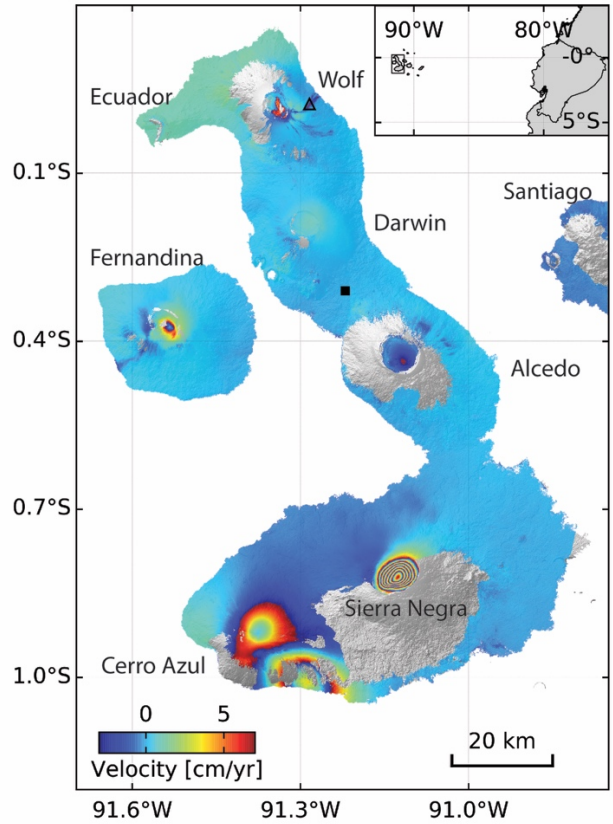 90°W 80°W
-0°
5°S
Wolf
Ecuador
0.1°S
Santiago
Darwin
Fernandina
0.4°S
Alcedo
0.7°S
Sierra Negra
Cerro Azul
1.0°S
0 5
Velocity [cm/yr]
20 km
91.6°W 91.3°W 91.0°W